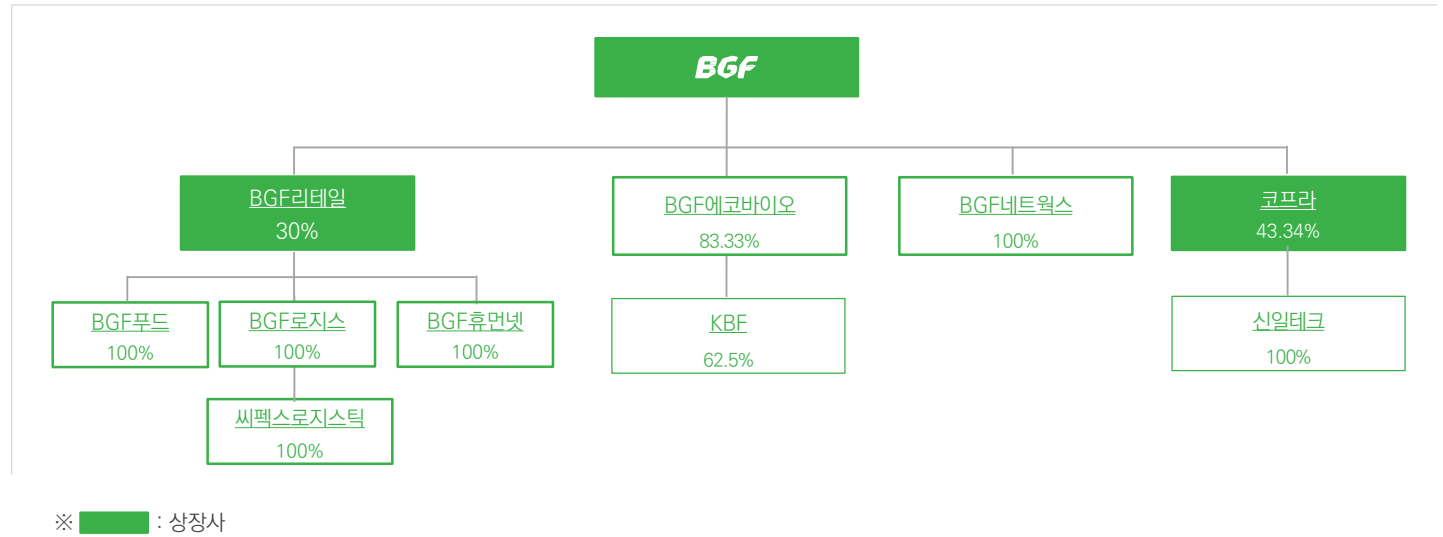 BGF
BGF리테일
30%
BGF에코바이오
83.33%
BGF네트웍스
100%
코프라
43.34%
BGF푸드
100%
BGF로지스
100%
BGF휴먼넷
100%
KBF
62.5%
신일테크
100%
씨펙스로지스틱
100%
※ : 상장사